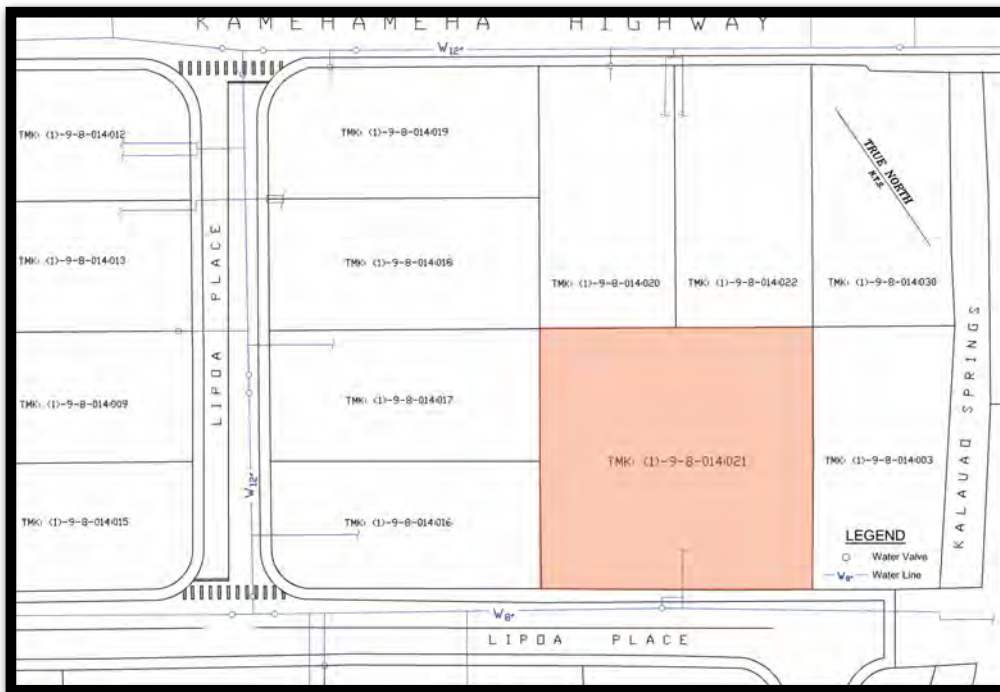 KAMEHAMEHA HIGHWAY
W12"
TMK: (1)-9-8-014:012
TMK: (1)-9-8-014:019
TRUE NORTH
N.T.S.
LIPOA PLACE
TMK: (1)-9-8-014:013
TMK: (1)-9-8-014:018
TMK: (1)-9-8-014:020
TMK: (1)-9-8-014:022
TMK: (1)-9-8-014:030
KALAUAO SPRINGS
TMK: (1)-9-8-014:009
TMK: (1)-9-8-014:017
TMK: (1)-9-8-014:021
TMK: (1)-9-8-014:003
W12"
TMK: (1)-9-8-014:015
TMK: (1)-9-8-014:016
LEGEND
Water Valve
W8" Water Line
W8"
LIPOA PLACE